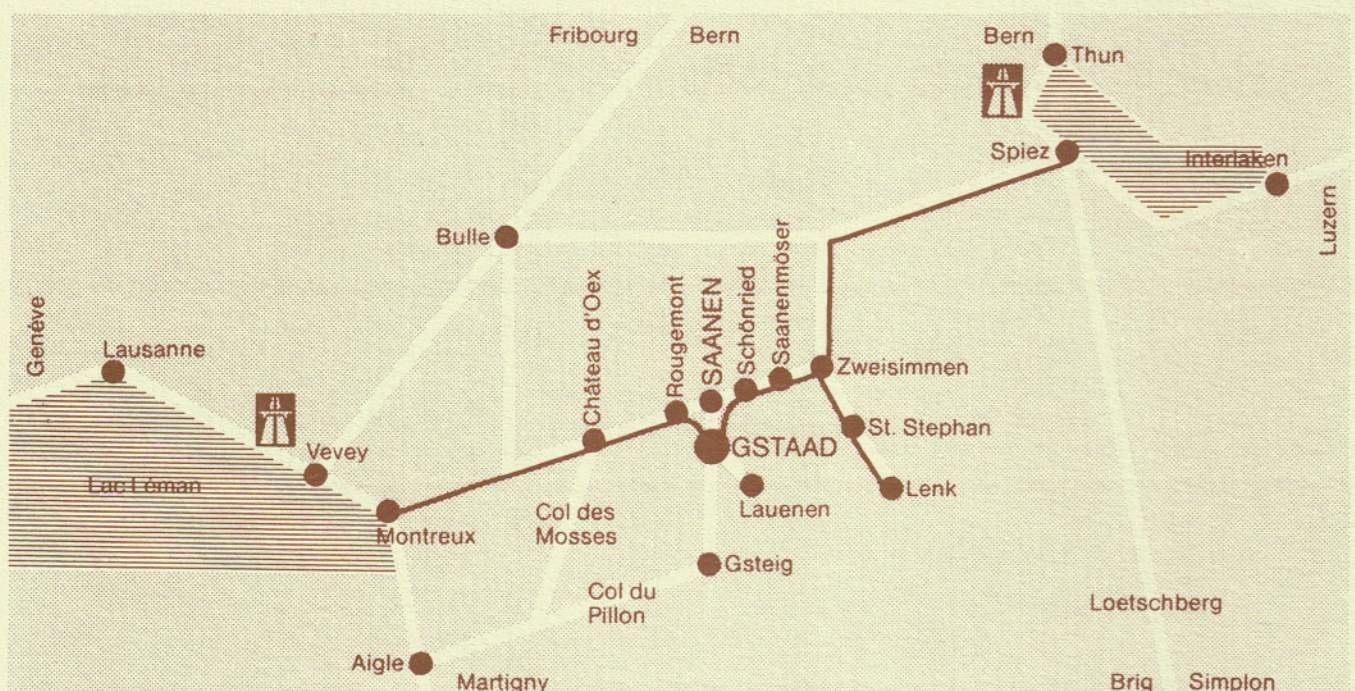 Fribourg
Bern
Bern
Thun
Spiez
Interlaken
Luzern
Bulle
Genève
Lausanne
Château d'Oex
Rougemont
SAANEN
Schönried
Saanenmöser
Zweisimmen
Vevey
GSTAAD
St. Stephan
Lac Léman
Lenk
Montreux
Col des
Mosses
Lauenen
Gsteig
Col du
Pillon
Loetschberg
Aigle
Martigny
Brig
Simplon